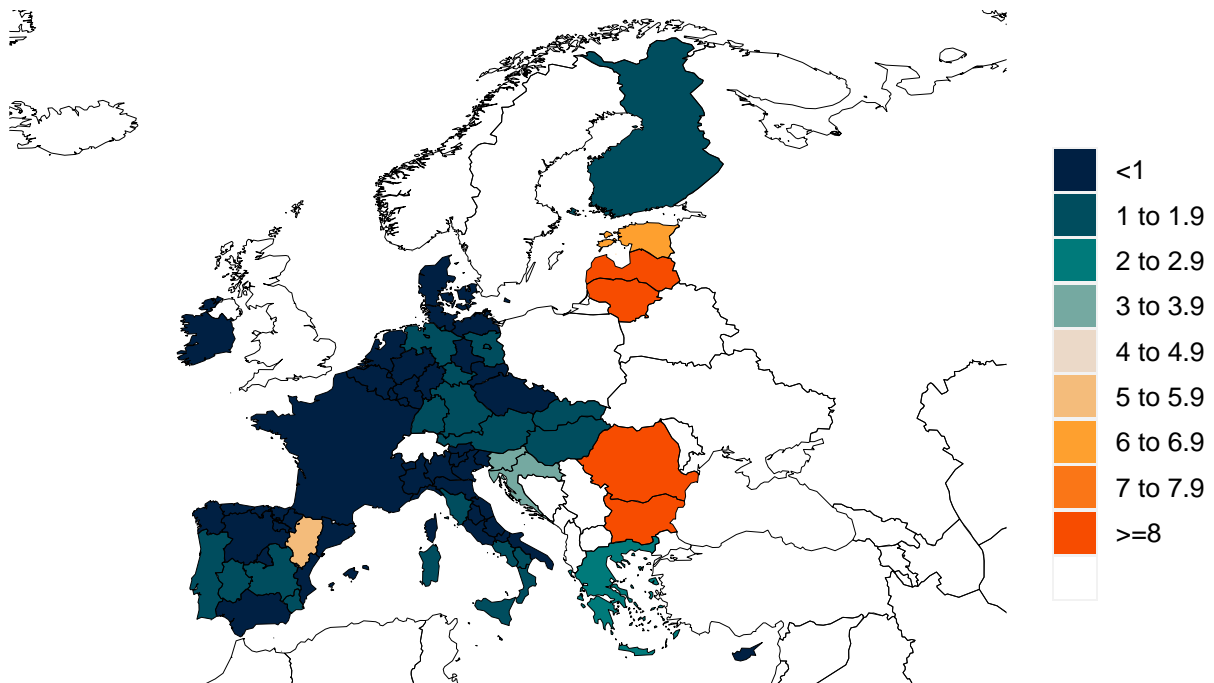 <1
1 to 1.9
2 to 2.9
3 to 3.9
4 to 4.9
5 to 5.9
6 to 6.9
7 to 7.9
>=8